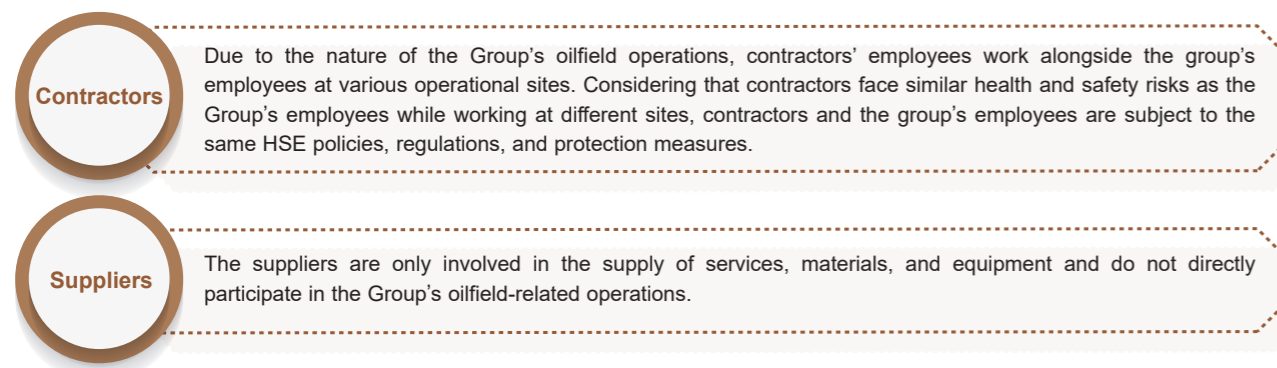 Contractors
Due to the nature of the Group's oilfield operations, contractors' employees work alongside the group's
employees at various operational sites. Considering that contractors face similar health and safety risks as the
Group's employees while working at different sites, contractors and the group's employees are subject to the
same HSE policies, regulations, and protection measures.
Suppliers
The suppliers are only involved in the supply of services, materials, and equipment and do not directly
participate in the Group's oilfield-related operations.